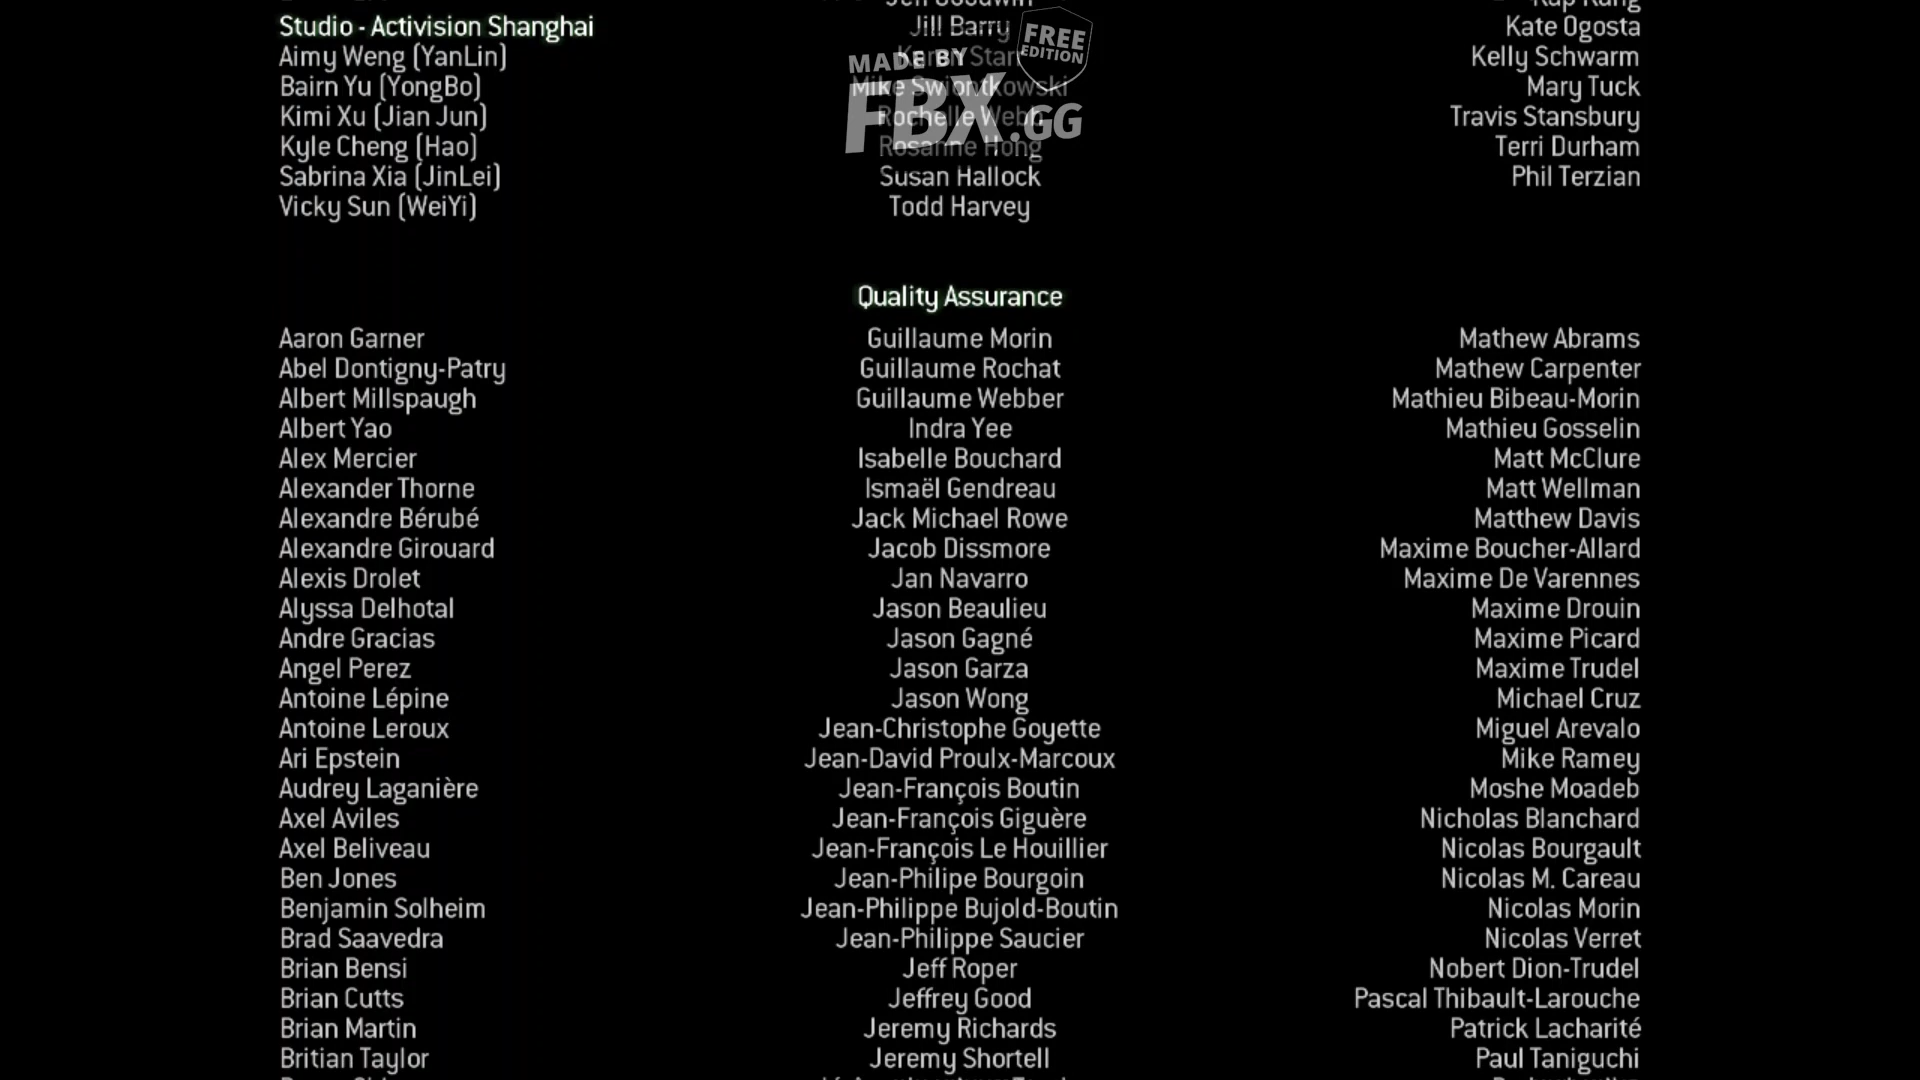 Studio - Activision Shanghai
Aimy Weng (YanLin)
Bairn Yu (YongBo)
Kimi Xu (Jian Jun)
Kyle Cheng (Hao)
Sabrina Xia (JinLei)
Vicky Sun (WeiYi)
Jen Goodwin
Jill Barry
Mike Swiontkowski
Rochelle Webb
Rosanne Hong
Susan Hallock
Todd Harvey
MADE BY
FBX.GG
FREE
EDITION
Kap Kang
Kate Ogosta
Kelly Schwarm
Mary Tuck
Travis Stansbury
Terri Durham
Phil Terzian
Quality Assurance
Aaron Garner
Abel Dontigny-Patry
Albert Millspaugh
Albert Yao
Alex Mercier
Alexander Thorne
Alexandre Bérubé
Alexandre Girouard
Alexis Drolet
Alyssa Delhotal
Andre Gracias
Angel Perez
Antoine Lépine
Antoine Leroux
Ari Epstein
Audrey Laganière
Axel Aviles
Axel Beliveau
Ben Jones
Benjamin Solheim
Brad Saavedra
Brian Bensi
Brian Cutts
Brian Martin
Britian Taylor
Guillaume Morin
Guillaume Rochat
Guillaume Webber
Indra Yee
Isabelle Bouchard
Ismaël Gendreau
Jack Michael Rowe
Jacob Dissmore
Jan Navarro
Jason Beaulieu
Jason Gagné
Jason Garza
Jason Wong
Jean-Christophe Goyette
Jean-David Proulx-Marcoux
Jean-François Boutin
Jean-François Giguère
Jean-François Le Houillier
Jean-Philipe Bourgoin
Jean-Philippe Bujold-Boutin
Jean-Philippe Saucier
Jeff Roper
Jeffrey Good
Jeremy Richards
Jeremy Shortell
Mathew Abrams
Mathew Carpenter
Mathieu Bibeau-Morin
Mathieu Gosselin
Matt McClure
Matt Wellman
Matthew Davis
Maxime Boucher-Allard
Maxime De Varennes
Maxime Drouin
Maxime Picard
Maxime Trudel
Michael Cruz
Miguel Arevalo
Mike Ramey
Moshe Moadeb
Nicholas Blanchard
Nicolas Bourgault
Nicolas M. Careau
Nicolas Morin
Nicolas Verret
Nobert Dion-Trudel
Pascal Thibault-Larouche
Patrick Lacharité
Paul Taniguchi